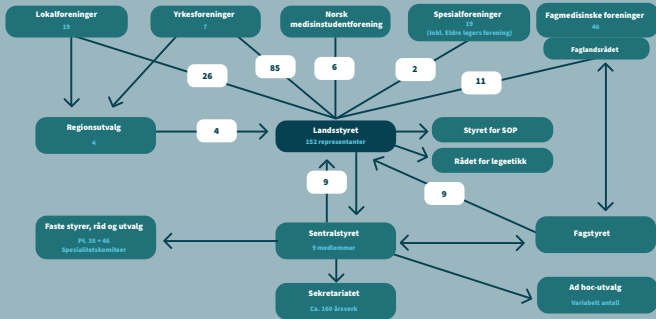 Lokalforeninger
19
Yrkesforeninger
7
Norsk
medisinstudentforening
Spesialforeninger
19
(Inkl. Eldre legers forening)
Fagmedisinske foreninger
46
Faglandsrådet
26
85
6
2
11
Regionsutvalg
4
4
Landsstyret
152 representanter
Styret for SOP
Rådet for legeetikk
9
9
Faste styrer, råd og utvalg
Pt. 35 + 46
Spesialitetskomiteer
Sentralstyret
9 medlemmer
Fagstyret
Sekretariatet
Ca. 160 årsverk
Ad hoc-utvalg
Variabelt antall